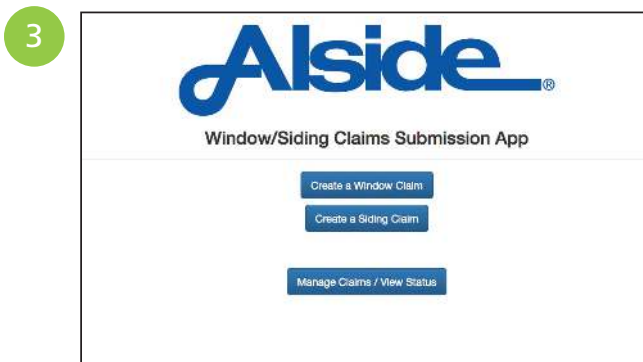 3
Alside®
Window/Siding Claims Submission App
Create a Window Claim
Create a Siding Claim
Manage Claims / View Status